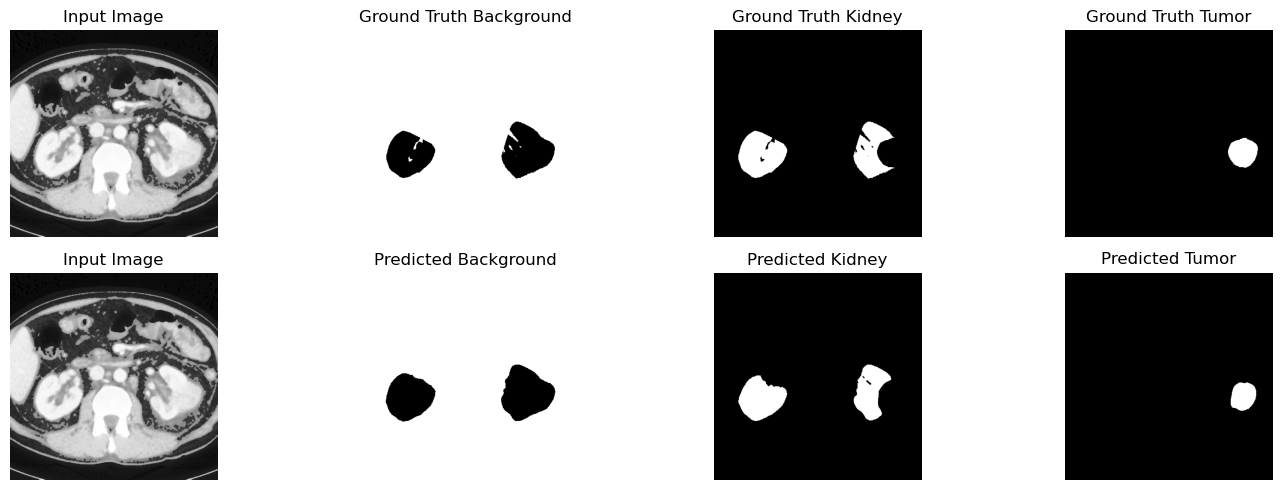 Input Image
Ground Truth Background
Ground Truth Kidney
Ground Truth Tumor
Input Image
Predicted Background
Predicted Kidney
Predicted Tumor